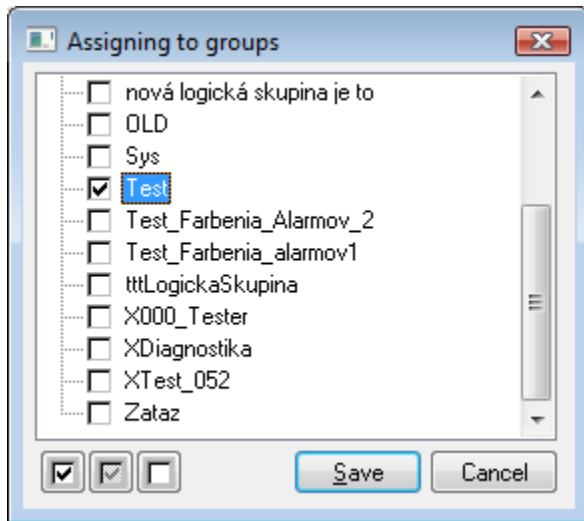 Assigning to groups
nová logická skupina je to
OLD
Sys
Test
Test_Farbenia_Alarmov_2
Test_Farbenia_alarmov1
tttLogickaSkupina
X000_Tester
XDiagnostika
XTest_052
Zataz
Save Cancel